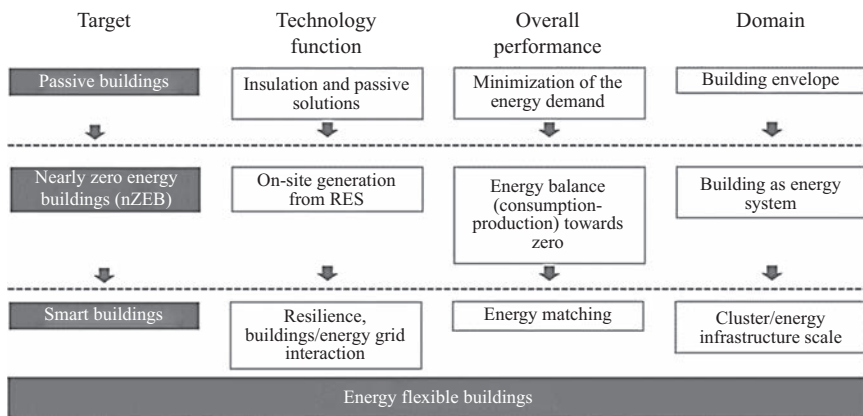 Target
Technology
function
Overall
performance
Domain
Passive buildings
Insulation and passive
solutions
Minimization of the
energy demand
Building envelope
Nearly zero energy
buildings (nZEB)
On-site generation
from RES
Energy balance
(consumption-
production) towards
zero
Building as energy
system
Smart buildings
Resilience,
buildings/energy grid
interaction
Energy matching
Cluster/energy
infrastructure scale
Energy flexible buildings